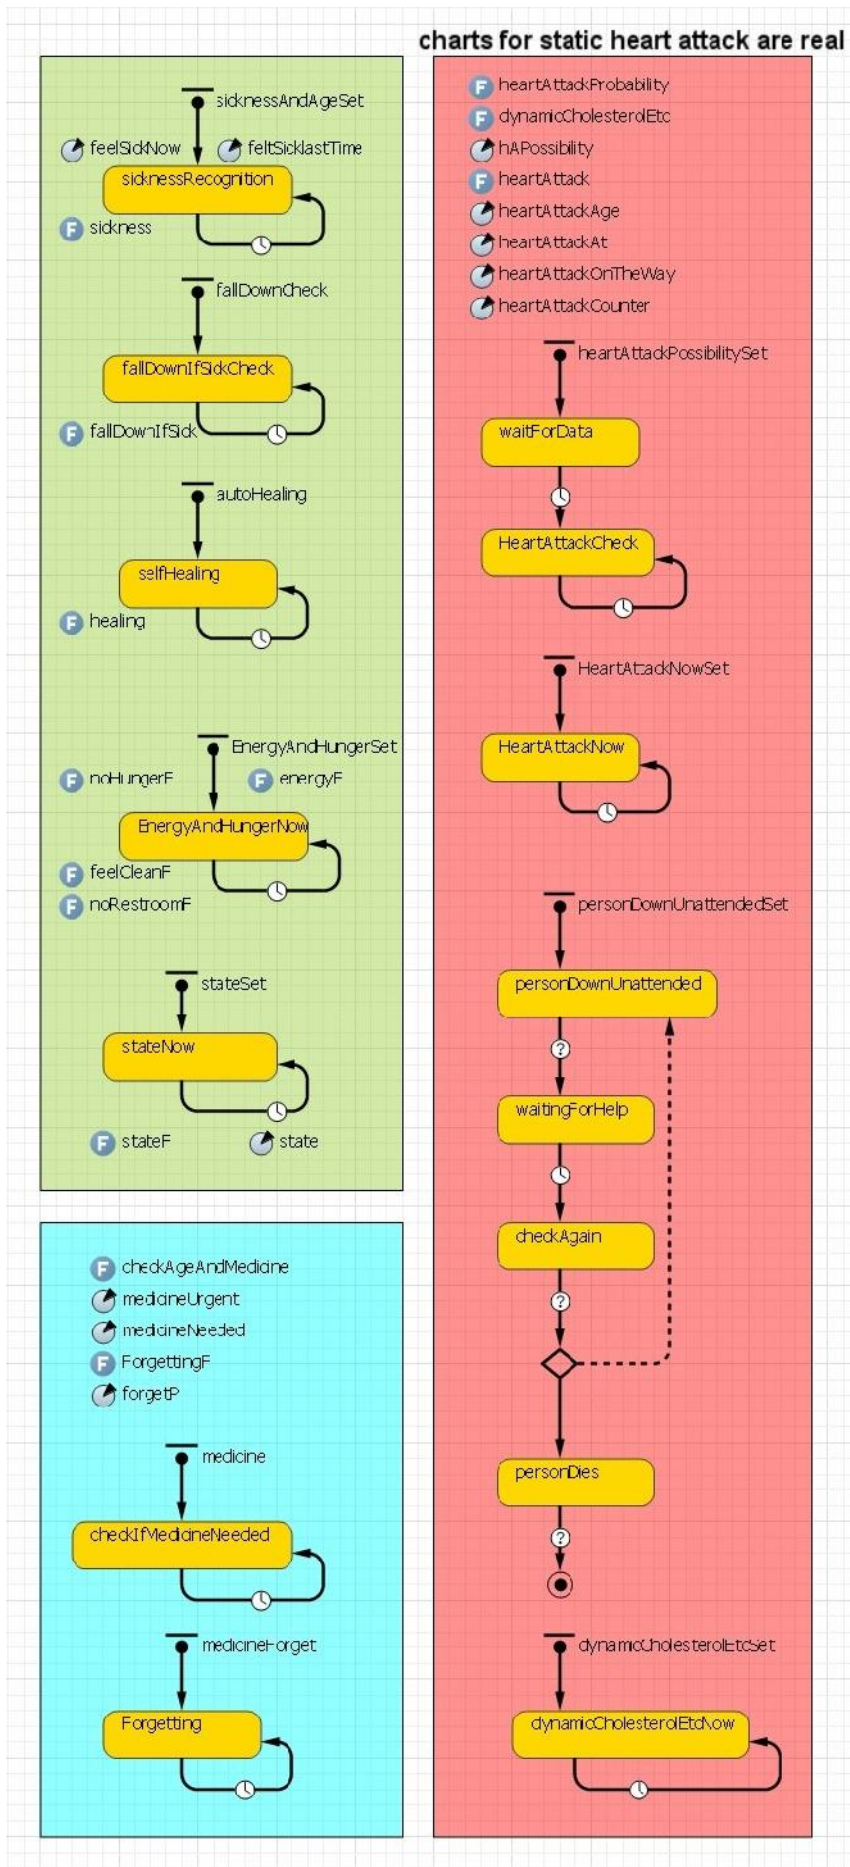 charts for static heart attack are real
sicknessAndAgeSet
feelSickNow
feltSicklastTime
sicknessRecognition
F sickness
fallDownCheck
fallDownIfSickCheck
F fallDownIfSick
autoHealing
selfHealing
F healing
EnergyAndHungerSet
F noHungerF
F energyF
EnergyAndHungerNow
F feelCleanF
F noRestroomF
stateSet
stateNow
F stateF
state
F checkAgeAndMedicine
medicineUrgent
medicineNeeded
F ForgettingF
forgetP
medicine
checkIfMedicineNeeded
medicineForget
Forgetting
F heartAttackProbability
F dynamicCholesterolEtc
hAPossibility
F heartAttack
heartAttackAge
heartAttackAt
heartAttackOnTheWay
heartAttackCounter
heartAttackPossibilitySet
waitForData
HeartAttackCheck
HeartAttackNowSet
HeartAttackNow
personDownUnattendedSet
personDownUnattended
?
waitingForHelp
checkAgain
?
personDies
?
dynamicCholesterolEtcSet
dynamicCholesterolEtcNow